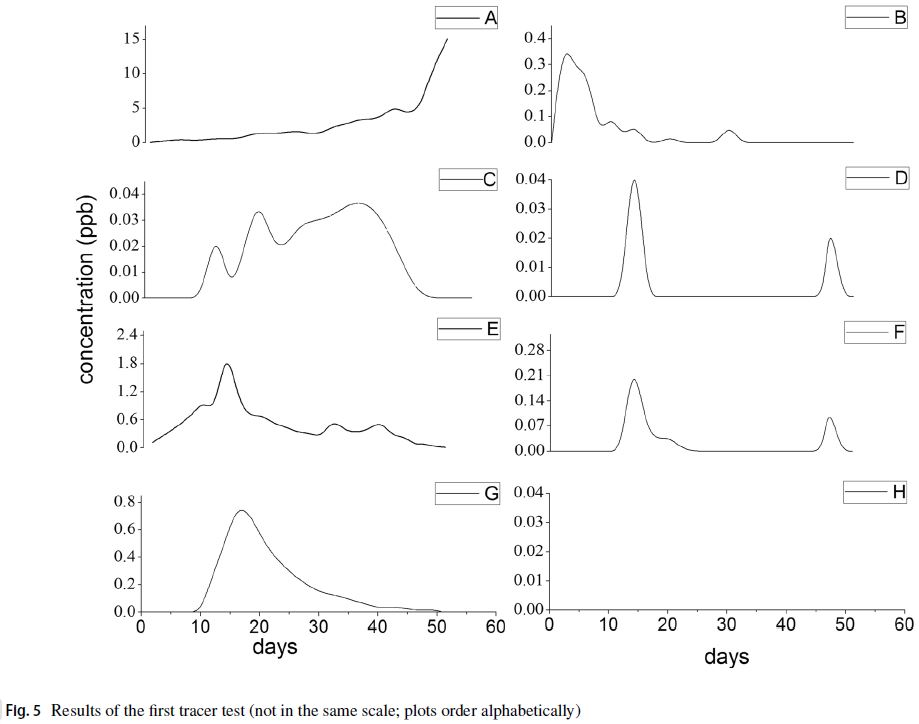 A
15
10
5
0
B
0.4
0.3
0.2
0.1
0.0
concentration (ppb)
C
0.04
0.03
0.02
0.01
0.00
D
0.04
0.03
0.02
0.01
0.00
E
2.4
1.8
1.2
0.6
0.0
F
0.28
0.21
0.14
0.07
0.00
G
0.8
0.6
0.4
0.2
0.0
0 10 20 30 40 50 60
days
H
0.04
0.03
0.02
0.01
0.00
0 10 20 30 40 50 60
days
Fig. 5 Results of the first tracer test (not in the same scale; plots order alphabetically)